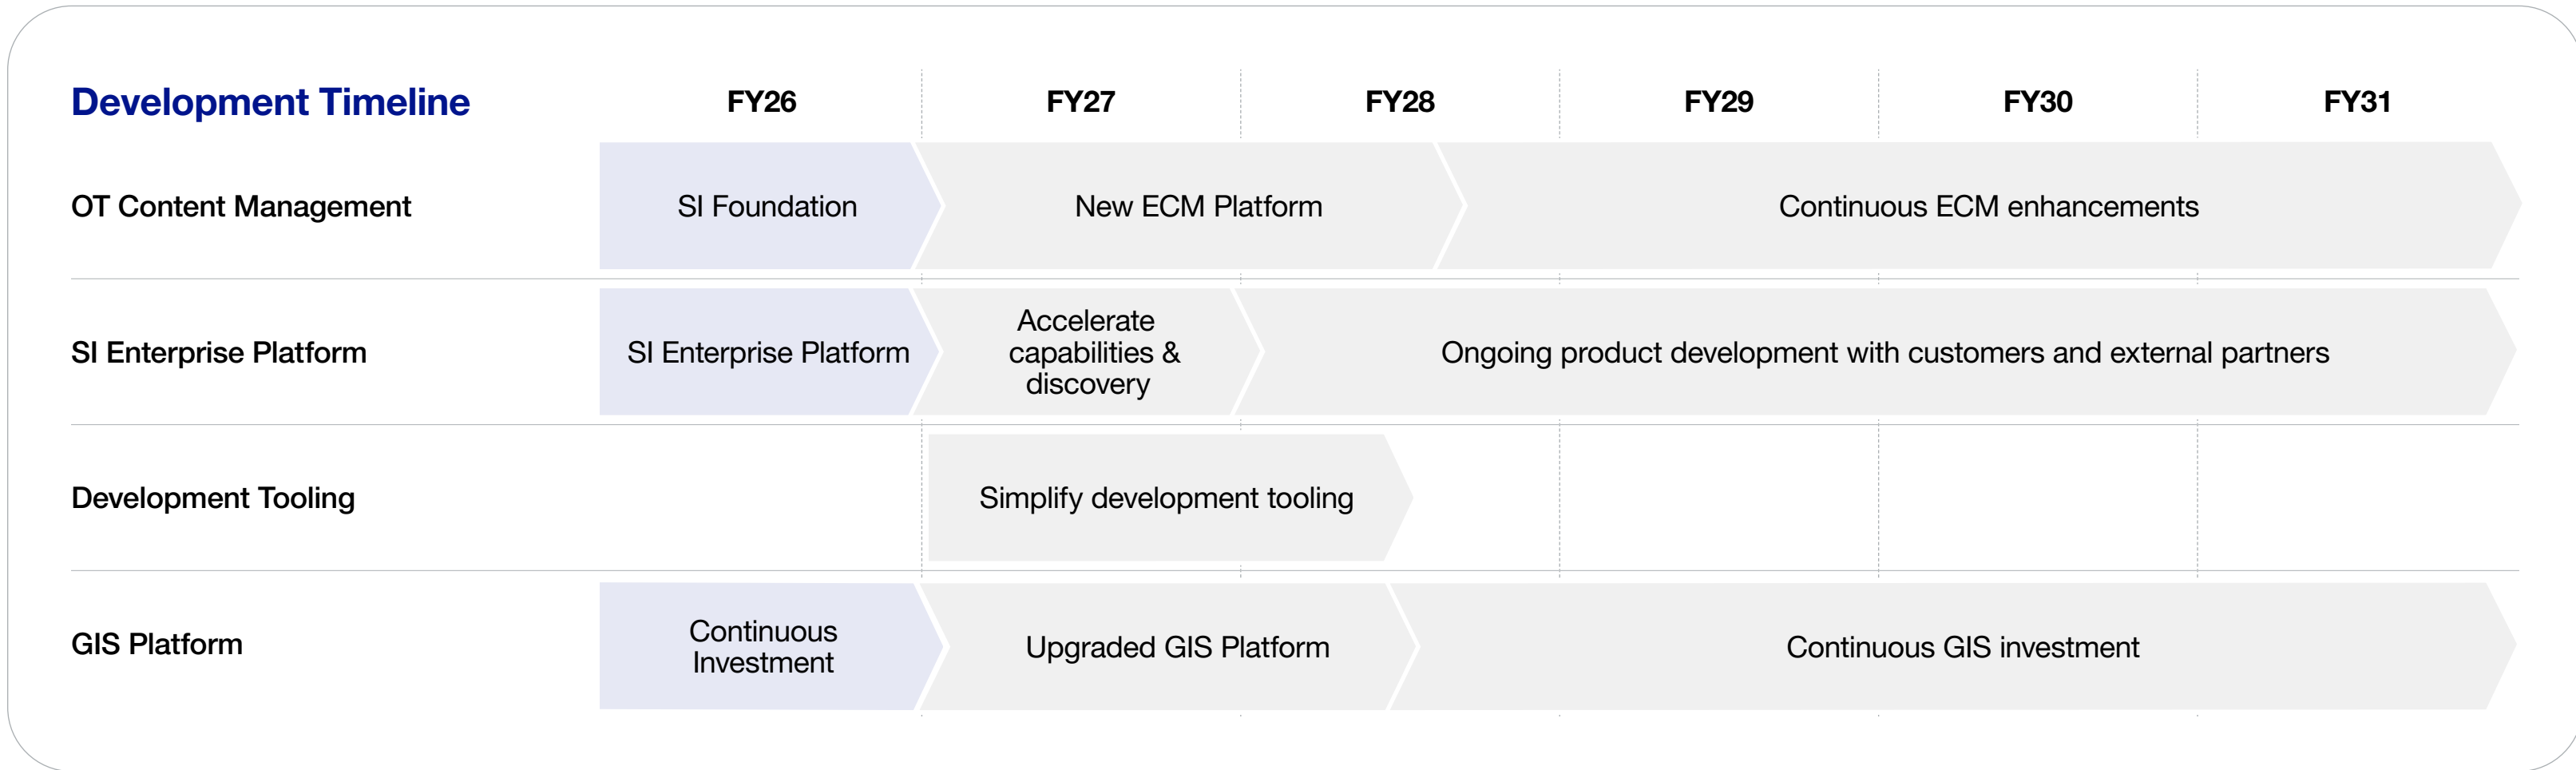 Development Timeline
FY26
FY27
FY28
FY29
FY30
FY31
OT Content Management
SI Foundation
New ECM Platform
Continuous ECM enhancements
SI Enterprise Platform
SI Enterprise Platform
Accelerate
capabilities &
discovery
Ongoing product development with customers and external partners
Development Tooling
Simplify development tooling
GIS Platform
Continuous
Investment
Upgraded GIS Platform
Continuous GIS investment